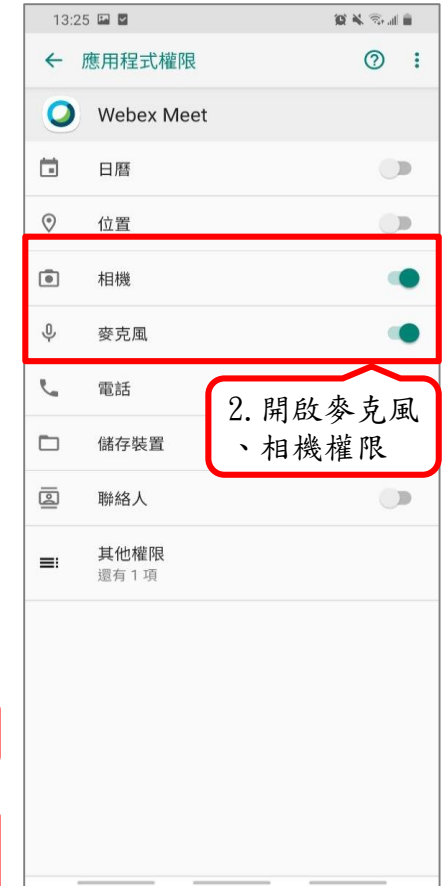 13:25
應用程式權限
Webex Meet
日曆
位置
相機
麥克風
電話
2.開啟麥克風
、相機權限
儲存裝置
聯絡人
其他權限
還有 1 項